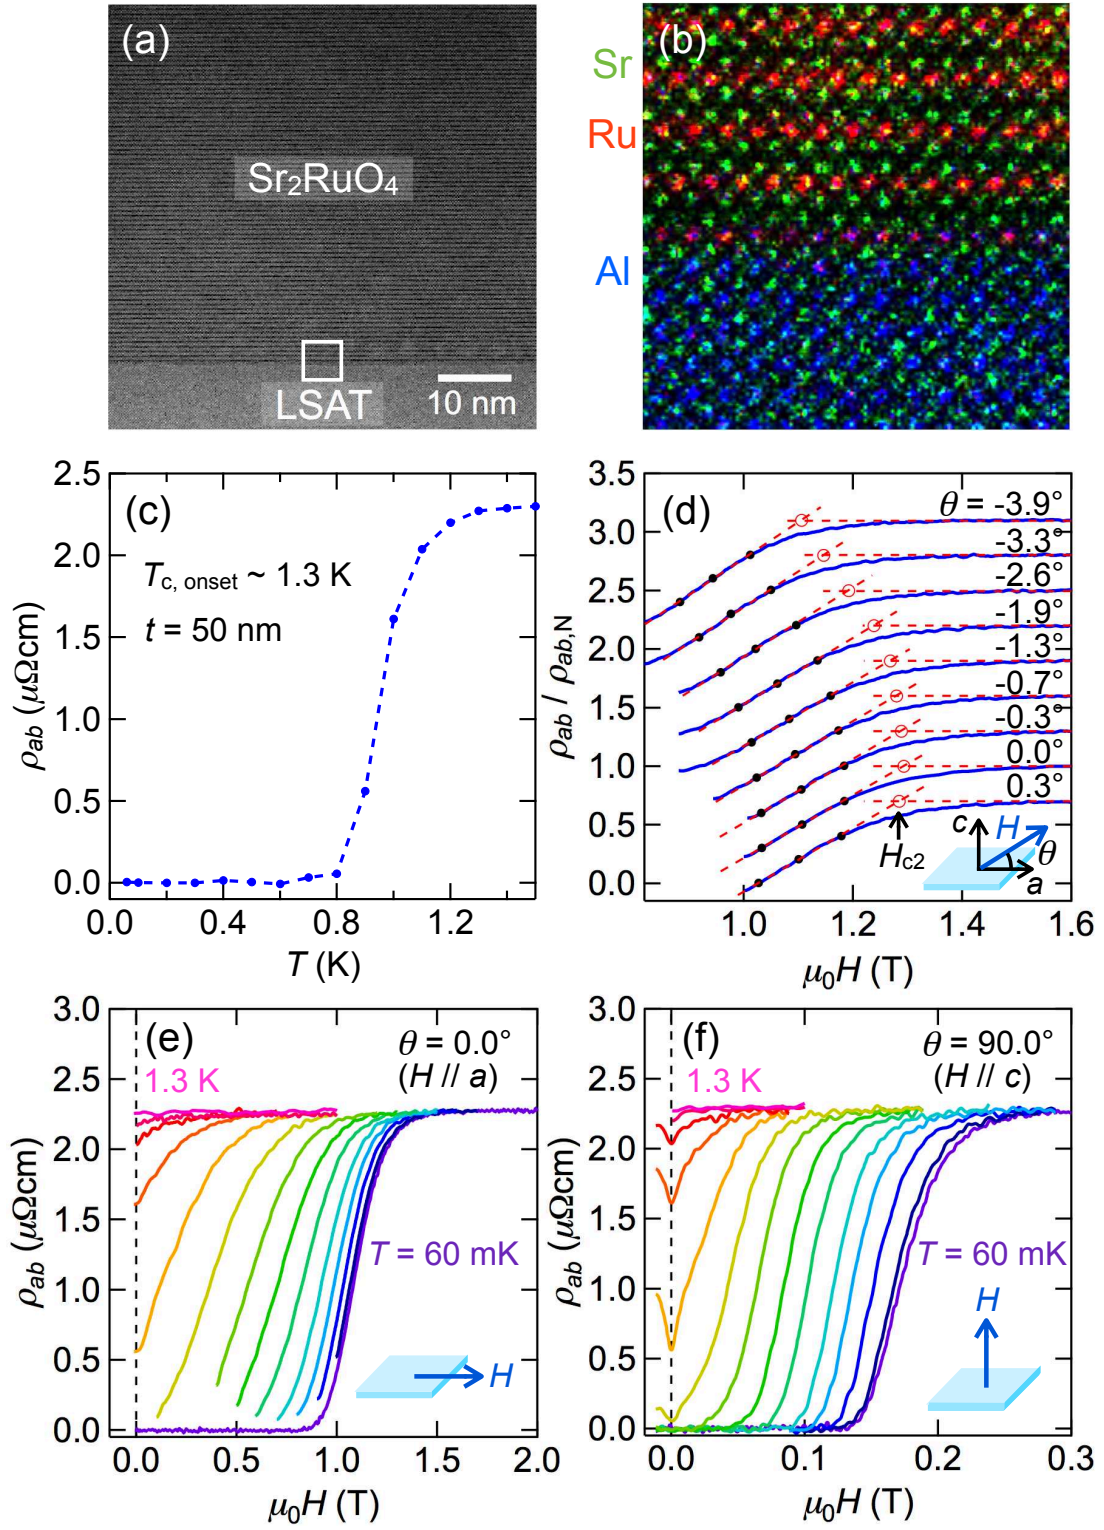 (a)
Sr₂RuO₄
LSAT
10 nm
(b)
Sr
Ru
Al
(c)
T_c, onset ~ 1.3 K
t = 50 nm
2.5
2.0
1.5
1.0
0.5
0.0
ρ_ab (μΩcm)
0.0 0.4 0.8 1.2
T (K)
(d)
3.5
3.0
2.5
2.0
1.5
1.0
0.5
0.0
ρ_ab / ρ_ab,N
θ = -3.9°
-3.3°
-2.6°
-1.9°
-1.3°
-0.7°
-0.3°
0.0°
0.3°
H_c2
c
H
θ
a
1.0 1.2 1.4 1.6
μ₀H (T)
(e)
θ = 0.0°
(H // a)
1.3 K
T = 60 mK
H
3.0
2.5
2.0
1.5
1.0
0.5
0.0
ρ_ab (μΩcm)
0.0 0.5 1.0 1.5 2.0
μ₀H (T)
(f)
θ = 90.0°
(H // c)
1.3 K
T = 60 mK
H
3.0
2.5
2.0
1.5
1.0
0.5
0.0
ρ_ab (μΩcm)
0.0 0.1 0.2 0.3
μ₀H (T)